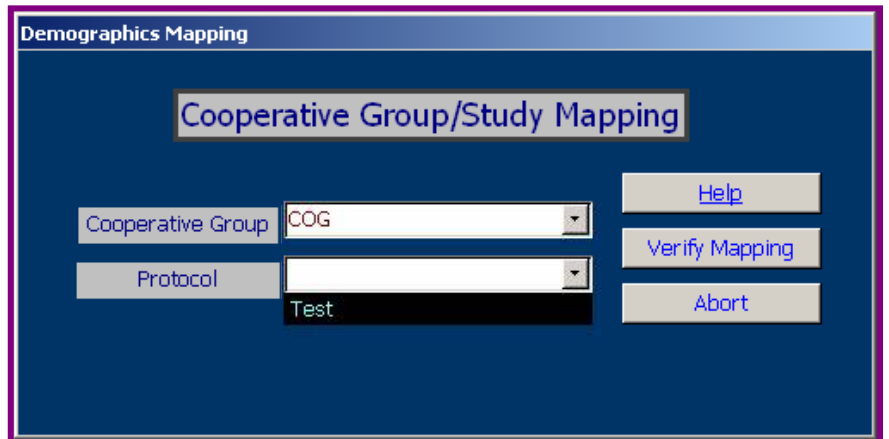 Demographics Mapping
Cooperative Group/Study Mapping
Help
Cooperative Group COG
Verify Mapping
Protocol
Test
Abort